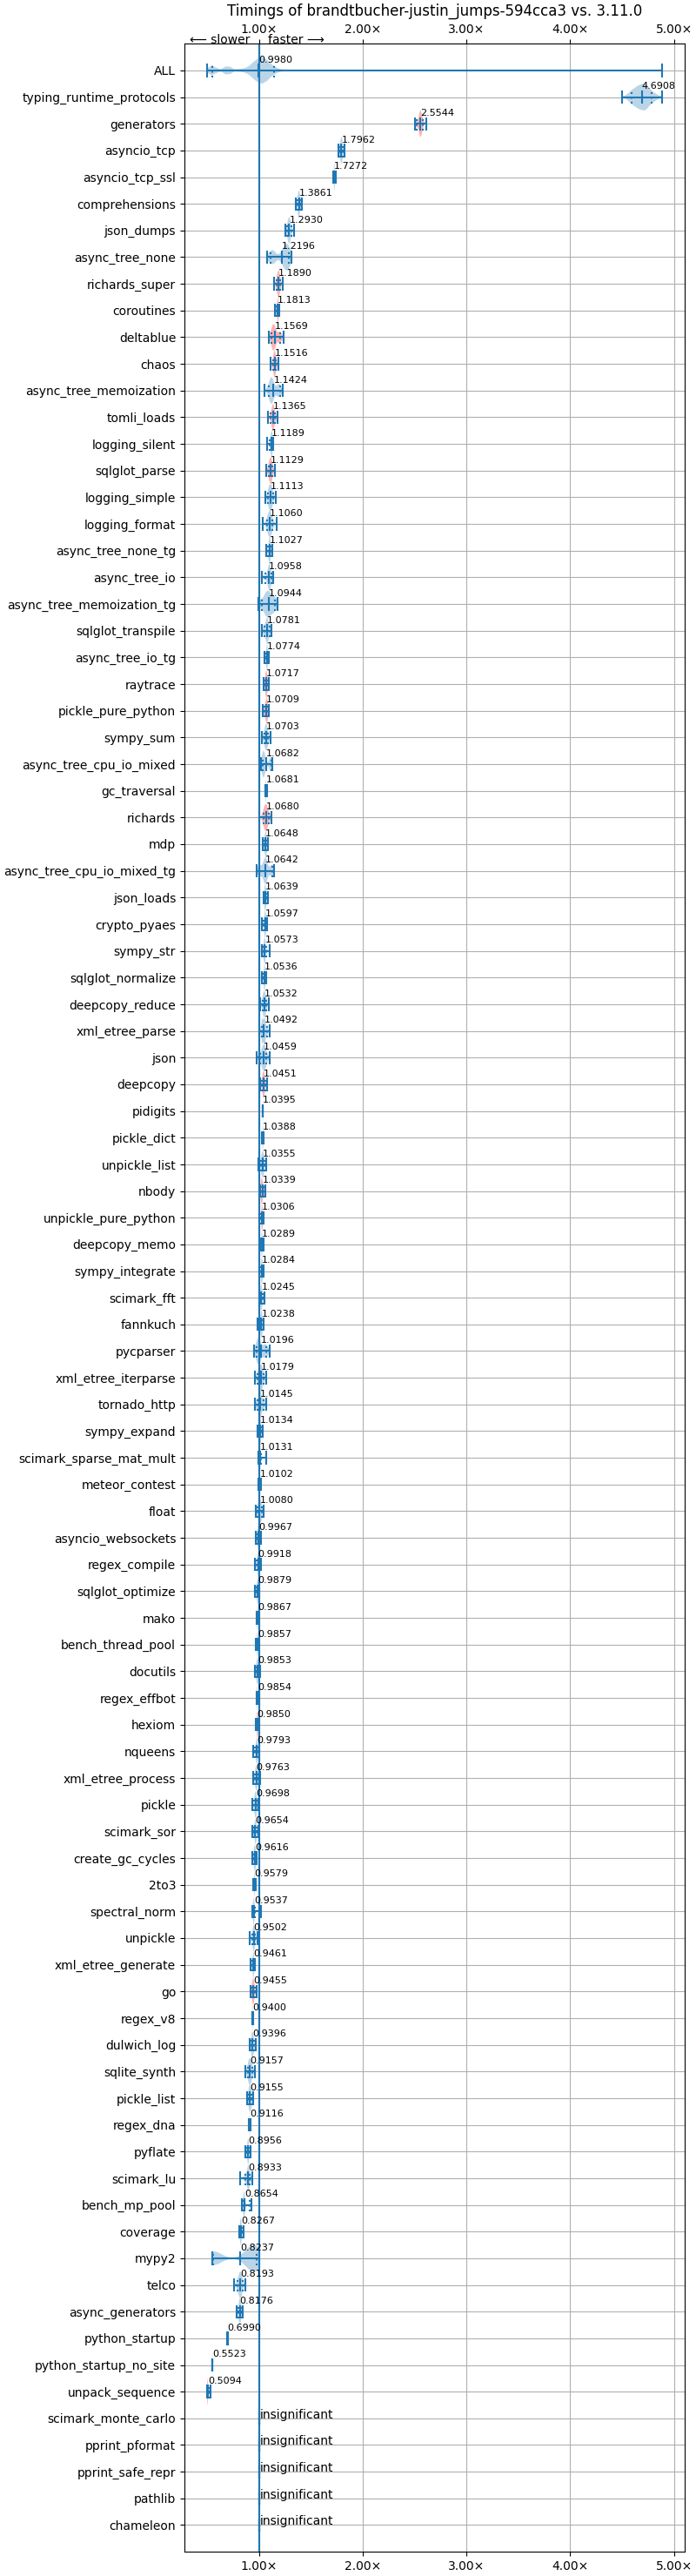 Timings of brandtbucher-justin_jumps-594cca3 vs. 3.11.0
1.00× 2.00× 3.00× 4.00× 5.00×
⟵ slower faster ⟶
ALL 0.9980
typing_runtime_protocols 4.6908
generators 2.5544
asyncio_tcp 1.7962
asyncio_tcp_ssl 1.7272
comprehensions 1.3861
json_dumps 1.2930
async_tree_none 1.2196
richards_super 1.1890
coroutines 1.1813
deltablue 1.1569
chaos 1.1516
async_tree_memoization 1.1424
tomli_loads 1.1365
logging_silent 1.1189
sqlglot_parse 1.1129
logging_simple 1.1113
logging_format 1.1060
async_tree_none_tg 1.1027
async_tree_io 1.0958
async_tree_memoization_tg 1.0944
sqlglot_transpile 1.0781
async_tree_io_tg 1.0774
raytrace 1.0717
pickle_pure_python 1.0709
sympy_sum 1.0703
async_tree_cpu_io_mixed 1.0682
gc_traversal 1.0681
richards 1.0680
mdp 1.0648
async_tree_cpu_io_mixed_tg 1.0642
json_loads 1.0639
crypto_pyaes 1.0597
sympy_str 1.0573
sqlglot_normalize 1.0536
deepcopy_reduce 1.0532
xml_etree_parse 1.0492
json 1.0459
deepcopy 1.0451
pidigits 1.0395
pickle_dict 1.0388
unpickle_list 1.0355
nbody 1.0339
unpickle_pure_python 1.0306
deepcopy_memo 1.0289
sympy_integrate 1.0284
scimark_fft 1.0245
fannkuch 1.0238
pycparser 1.0196
xml_etree_iterparse 1.0179
tornado_http 1.0145
sympy_expand 1.0134
scimark_sparse_mat_mult 1.0131
meteor_contest 1.0102
float 1.0080
asyncio_websockets 0.9967
regex_compile 0.9918
sqlglot_optimize 0.9879
mako 0.9867
bench_thread_pool 0.9857
docutils 0.9853
regex_effbot 0.9854
hexiom 0.9850
nqueens 0.9793
xml_etree_process 0.9763
pickle 0.9698
scimark_sor 0.9654
create_gc_cycles 0.9616
2to3 0.9579
spectral_norm 0.9537
unpickle 0.9502
xml_etree_generate 0.9461
go 0.9455
regex_v8 0.9400
dulwich_log 0.9396
sqlite_synth 0.9157
pickle_list 0.9155
regex_dna 0.9116
pyflate 0.8956
scimark_lu 0.8933
bench_mp_pool 0.8654
coverage 0.8267
mypy2 0.8237
telco 0.8193
async_generators 0.8176
python_startup 0.6990
python_startup_no_site 0.5523
unpack_sequence 0.5094
scimark_monte_carlo insignificant
pprint_pformat insignificant
pprint_safe_repr insignificant
pathlib insignificant
chameleon insignificant
1.00× 2.00× 3.00× 4.00× 5.00×